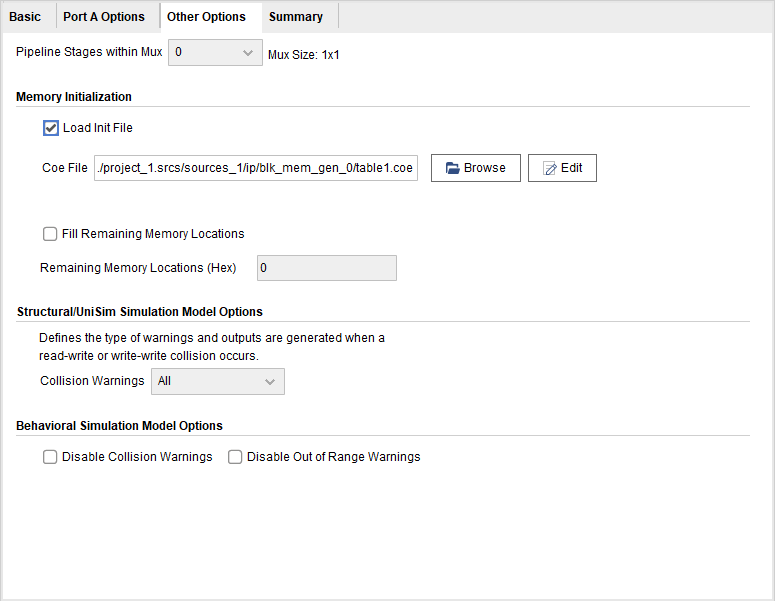 Basic Port A Options Other Options Summary
Pipeline Stages within Mux 0 Mux Size: 1x1
Memory Initialization
Load Init File
Coe File ./project_1.srcs/sources_1/ip/blk_mem_gen_0/table1.coe Browse Edit
Fill Remaining Memory Locations
Remaining Memory Locations (Hex) 0
Structural/UniSim Simulation Model Options
Defines the type of warnings and outputs are generated when a
read-write or write-write collision occurs.
Collision Warnings All
Behavioral Simulation Model Options
Disable Collision Warnings Disable Out of Range Warnings